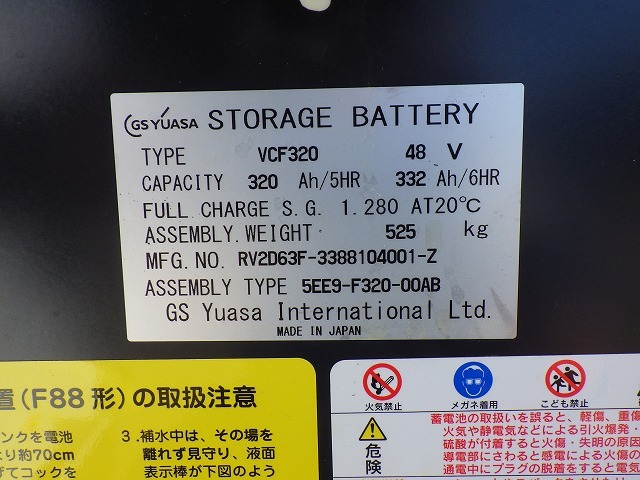 GS YUASA STORAGE BATTERY
TYPE VCF320 48 V
CAPACITY 320 Ah/5HR 332 Ah/6HR
FULL CHARGE S.G. 1.280 AT20℃
ASSEMBLY.WEIGHT 525 kg
MFG.NO. RV2D63F-3388104001-Z
ASSEMBLY TYPE 5EE9-F320-00AB
GS Yuasa International Ltd.
MADE IN JAPAN
置(F88形)の取扱注意
ンクを電池
より約70cm
げてコックを
3.補水中は、その場を
離れず見守り、液面
表示棒が下図のよう
火気禁止
メガネ着用
こども禁止
危険
蓄電池の取扱いを誤ると、軽傷、重傷
火気や静電気などによる引火爆発・
硫酸が付着すると火傷・失明の原因
導電部にさわると感電による火傷の
通電中にプラグの脱着をすると電気